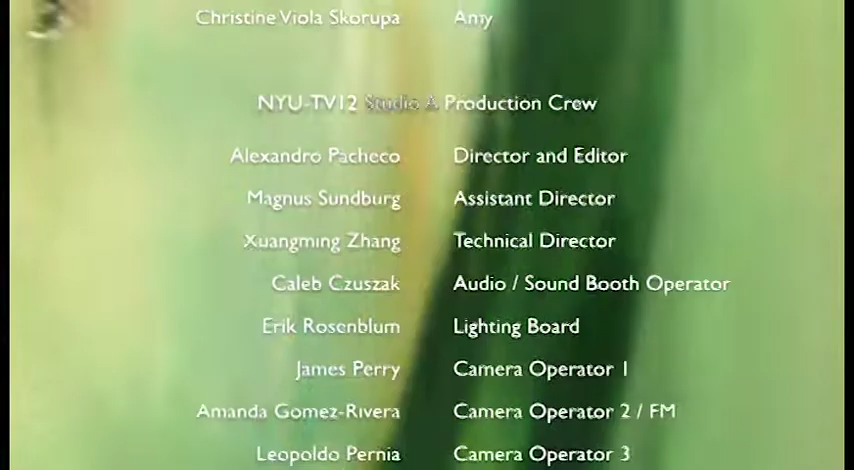 Christine Viola Skorupa Amy
NYU-TV12 Studio A Production Crew
Alexandro Pacheco Director and Editor
Magnus Sundburg Assistant Director
Xuangming Zhang Technical Director
Caleb Czuszak Audio / Sound Booth Operator
Erik Rosenblum Lighting Board
James Perry Camera Operator 1
Amanda Gomez-Rivera Camera Operator 2 / FM
Leopoldo Pernia Camera Operator 3